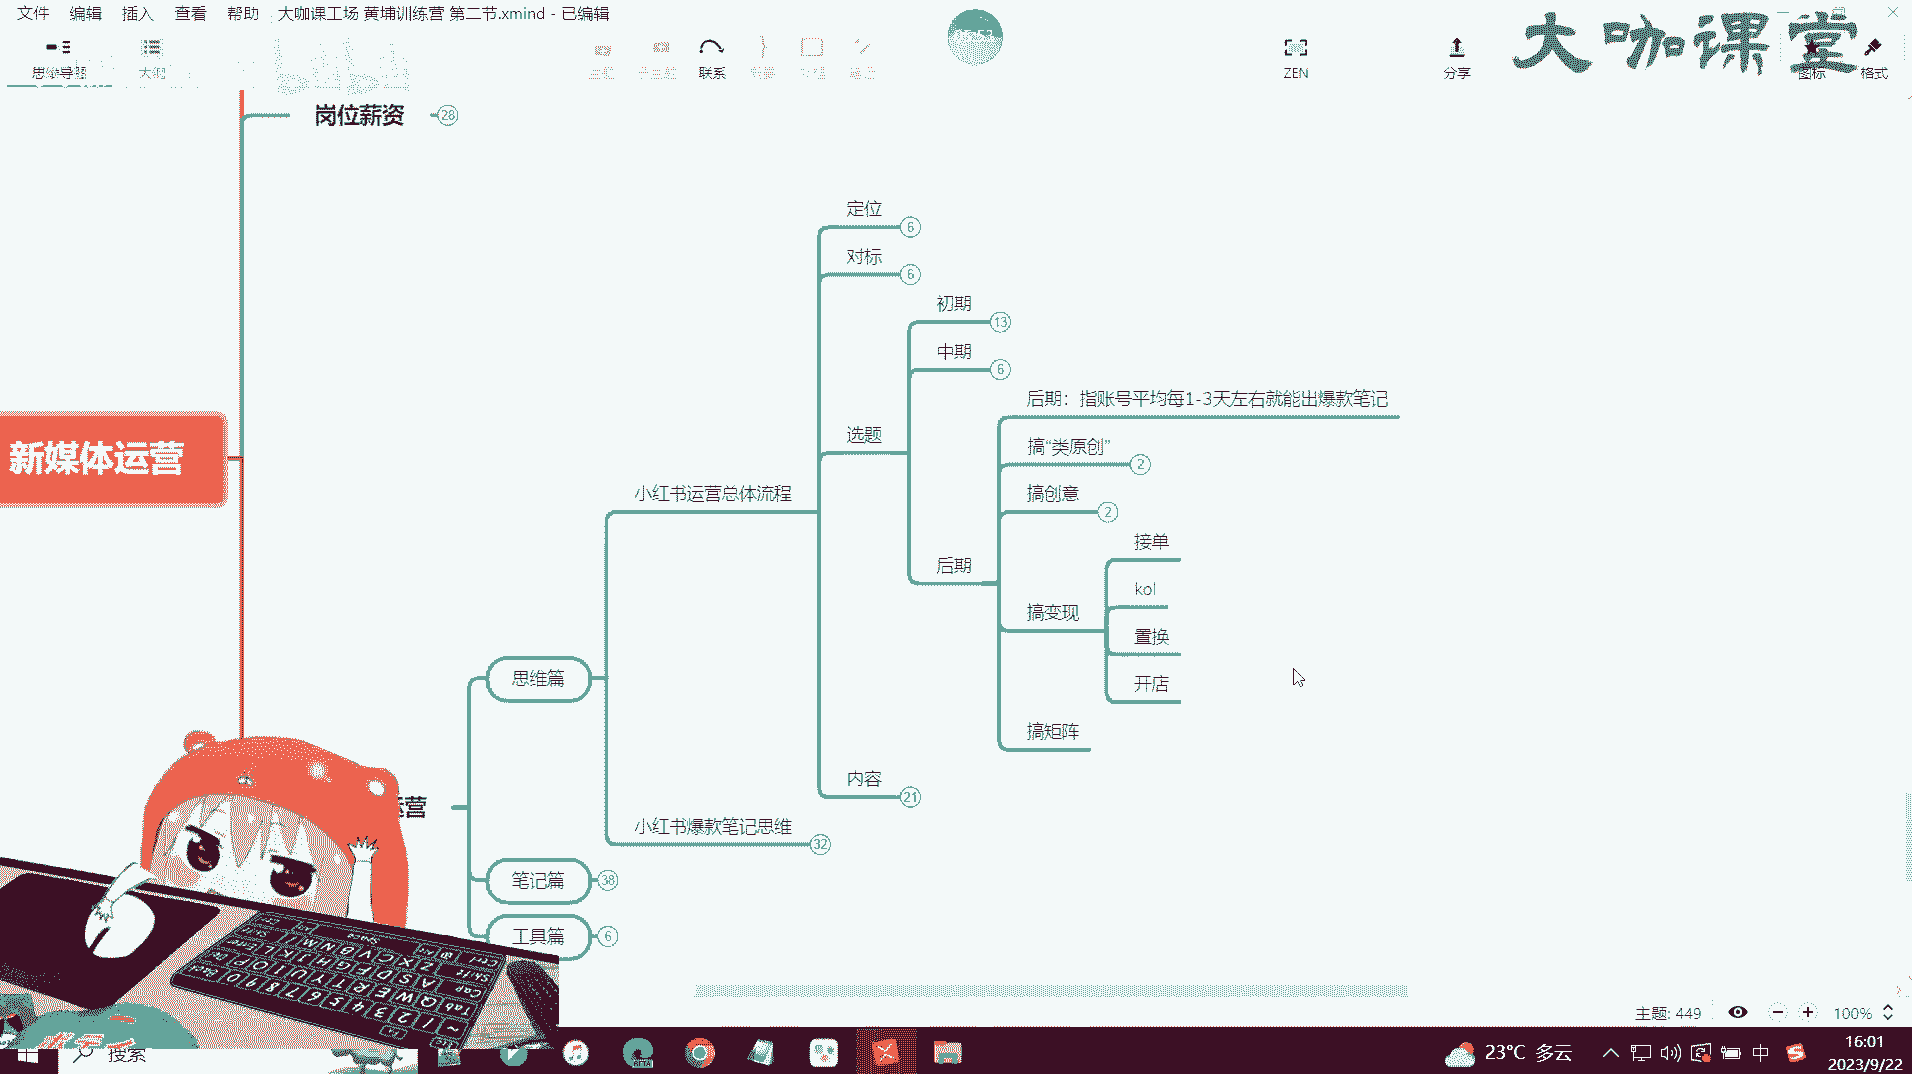 文件 编辑 插入 查看 帮助 大咖课工场 黄埔训练营 第二节.xmind - 已编辑
思维导图 大纲 联系 ZEN 分享 图标 格式
大咖课堂
岗位薪资 28
定位 6
对标 6
初期 13
中期 6
后期：指账号平均每1-3天左右就能出爆款笔记
选题
搞“类原创” 2
新媒体运营
小红书运营总体流程
搞创意 2
接单
后期
kol
搞变现
置换
思维篇
开店
搞矩阵
内容 21
运营
小红书爆款笔记思维 32
笔记篇 38
工具篇 6
主题: 449 100%
搜索
23°C 多云 中 16:01
2023/9/22